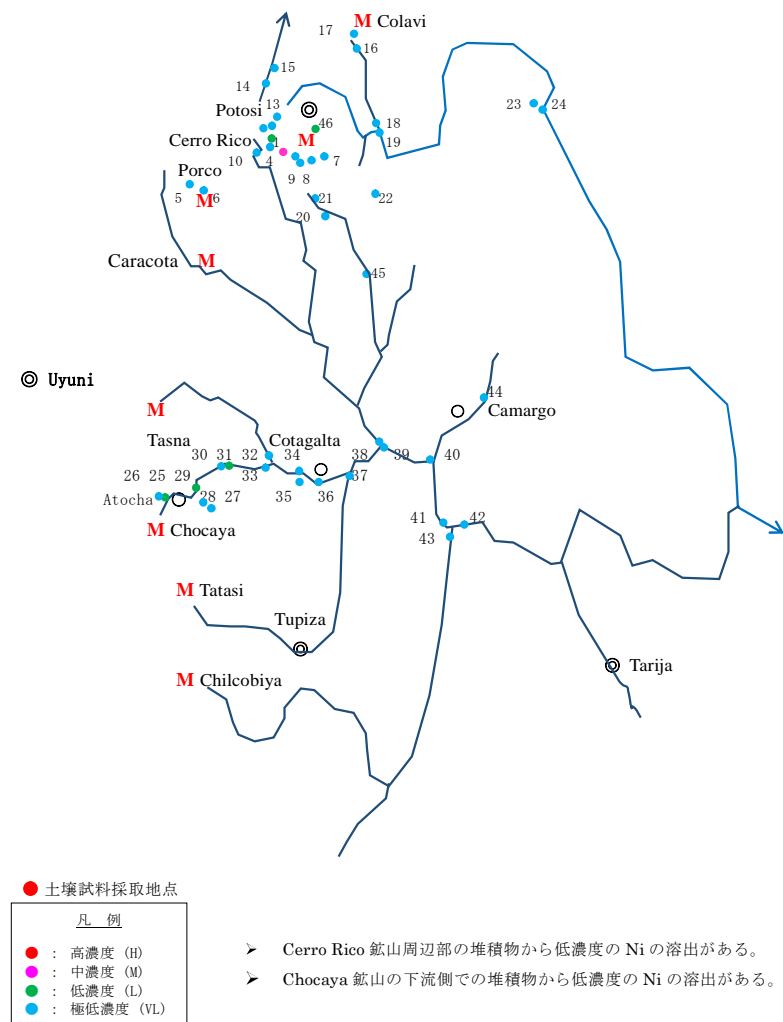 17 M Colavi
16
15
14
13
Potosi
46
18
23 24
Cerro Rico 1 M
19
10 4 7
Porco 9 8
5 M 6
21 22
20
Caracota M
45
Uyuni
M
44
Camargo
Tasna Cotagalta
30 31 32 34 38 39 40
26 25 29 33 37
Atocha 28 27 35 36
41 42
M Chocaya 43
M Tatasi
Tupiza
Tarija
M Chilcobiya
土壌試料採取地点
凡 例
: 高濃度 (H)
: 中濃度 (M)
: 低濃度 (L)
: 極低濃度 (VL)
➢ Cerro Rico 鉱山周辺部の堆積物から低濃度の Ni の溶出がある。
➢ Chocaya 鉱山の下流側での堆積物から低濃度の Ni の溶出がある。